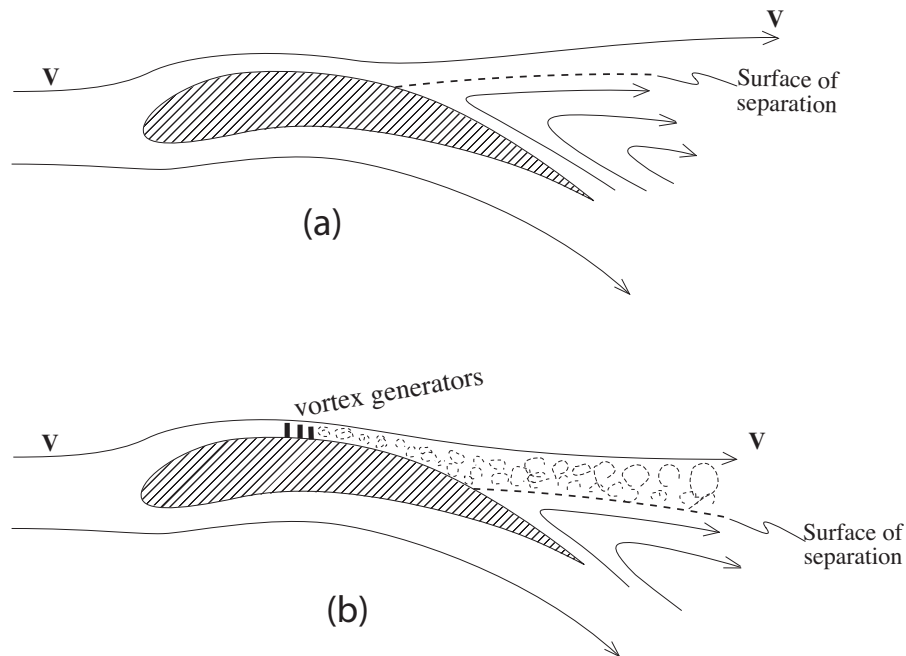 V
V
Surface of
separation
(a)
vortex generators
V
V
Surface of
separation
(b)